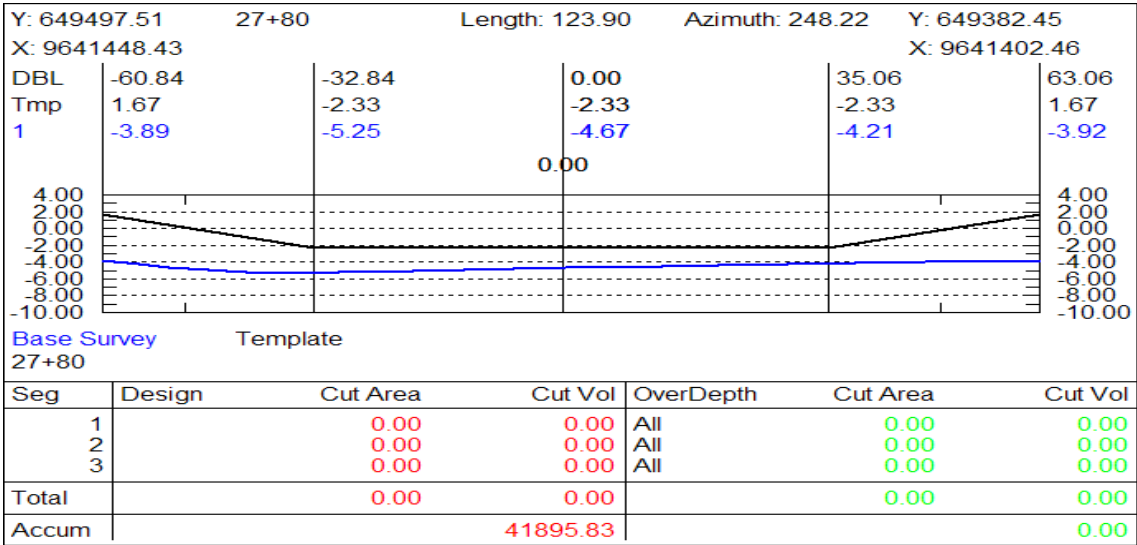 Y: 649497.51 27+80 Length: 123.90 Azimuth: 248.22 Y: 649382.45
X: 9641448.43 X: 9641402.46
DBL -60.84 -32.84 0.00 35.06 63.06
Tmp 1.67 -2.33 -2.33 -2.33 1.67
1 -3.89 -5.25 -4.67 -4.21 -3.92
0.00
4.00 4.00
2.00 2.00
0.00 0.00
-2.00 -2.00
-4.00 -4.00
-6.00 -6.00
-8.00 -8.00
-10.00 -10.00
Base Survey Template
27+80
Seg Design Cut Area Cut Vol OverDepth Cut Area Cut Vol
1 0.00 0.00 All 0.00 0.00
2 0.00 0.00 All 0.00 0.00
3 0.00 0.00 All 0.00 0.00
Total 0.00 0.00 0.00 0.00
Accum 41895.83 0.00